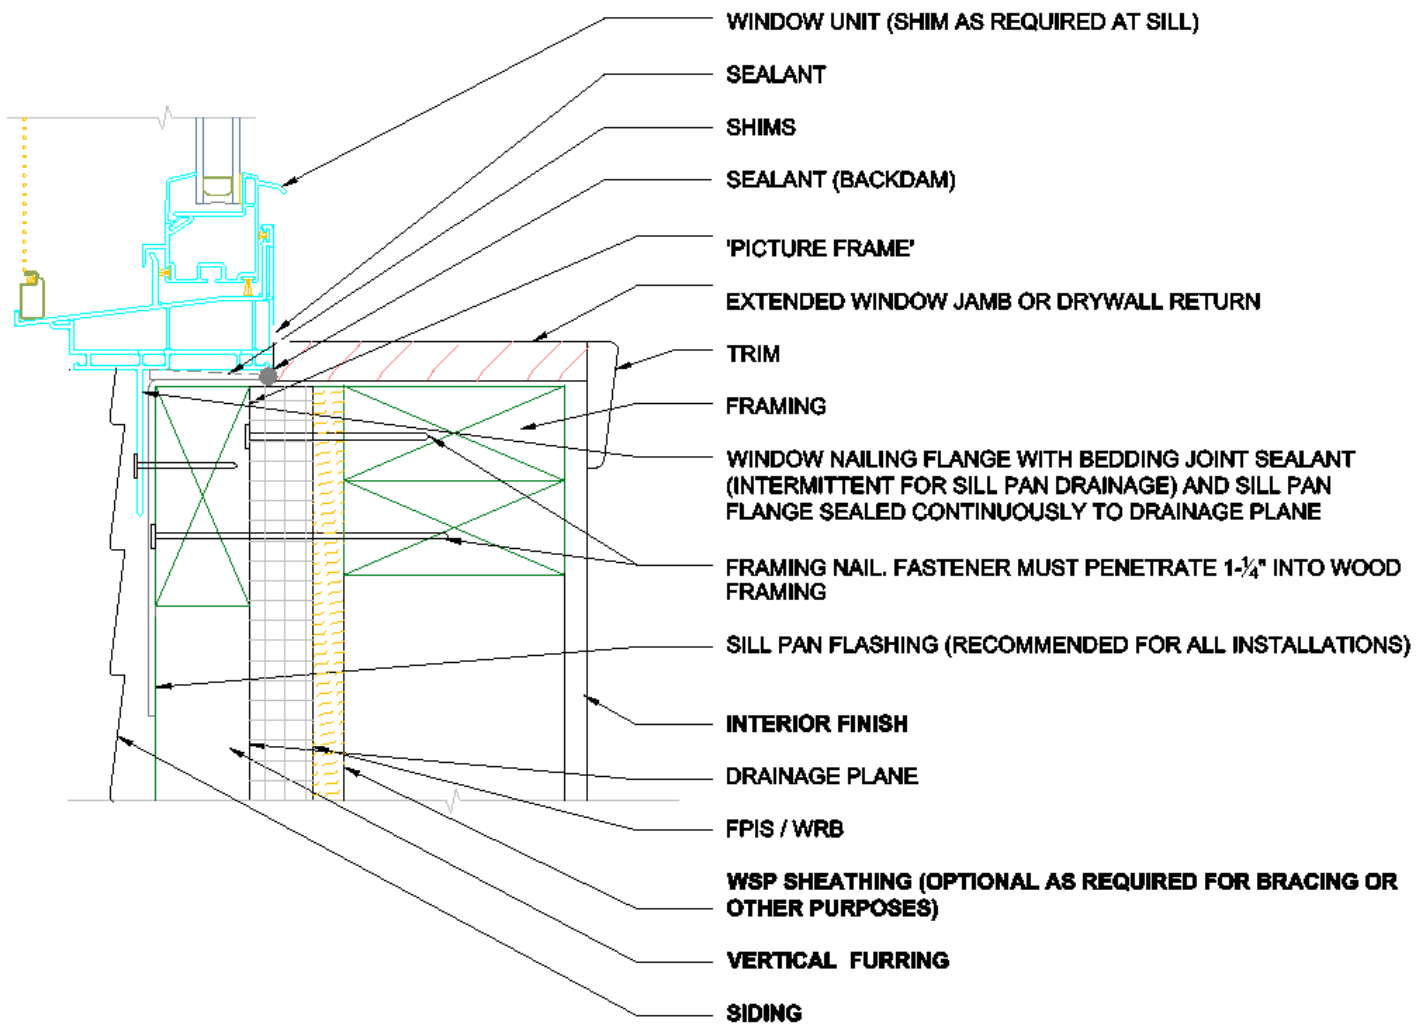 WINDOW UNIT (SHIM AS REQUIRED AT SILL)
SEALANT
SHIMS
SEALANT (BACKDAM)
'PICTURE FRAME'
EXTENDED WINDOW JAMB OR DRYWALL RETURN
TRIM
FRAMING
WINDOW NAILING FLANGE WITH BEDDING JOINT SEALANT
(INTERMITTENT FOR SILL PAN DRAINAGE) AND SILL PAN
FLANGE SEALED CONTINUOUSLY TO DRAINAGE PLANE
FRAMING NAIL. FASTENER MUST PENETRATE 1-¼" INTO WOOD
FRAMING
SILL PAN FLASHING (RECOMMENDED FOR ALL INSTALLATIONS)
INTERIOR FINISH
DRAINAGE PLANE
FPIS / WRB
WSP SHEATHING (OPTIONAL AS REQUIRED FOR BRACING OR
OTHER PURPOSES)
VERTICAL FURRING
SIDING